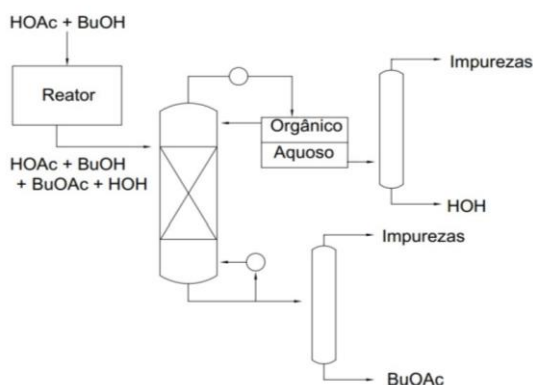 HOAc + BuOH
Reator
HOAc + BuOH
+ BuOAc + HOH
Orgânico
Aquoso
Impurezas
HOH
Impurezas
BuOAc